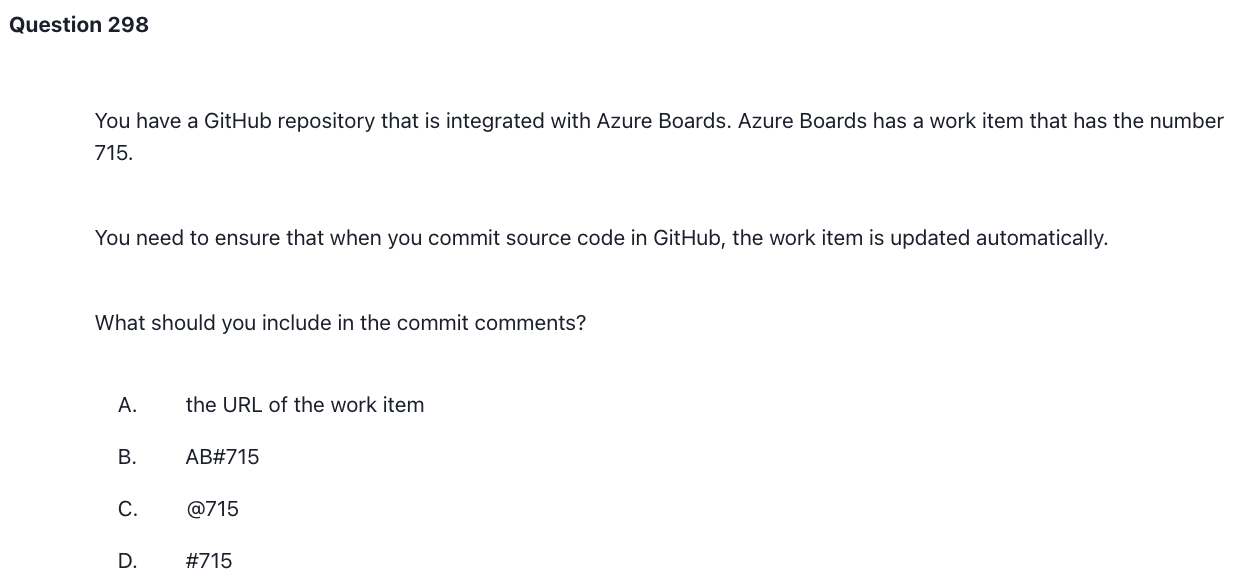 Question 298
You have a GitHub repository that is integrated with Azure Boards. Azure Boards has a work item that has the number
715.
You need to ensure that when you commit source code in GitHub, the work item is updated automatically.
What should you include in the commit comments?
A. the URL of the work item
B. AB#715
C. @715
D. #715